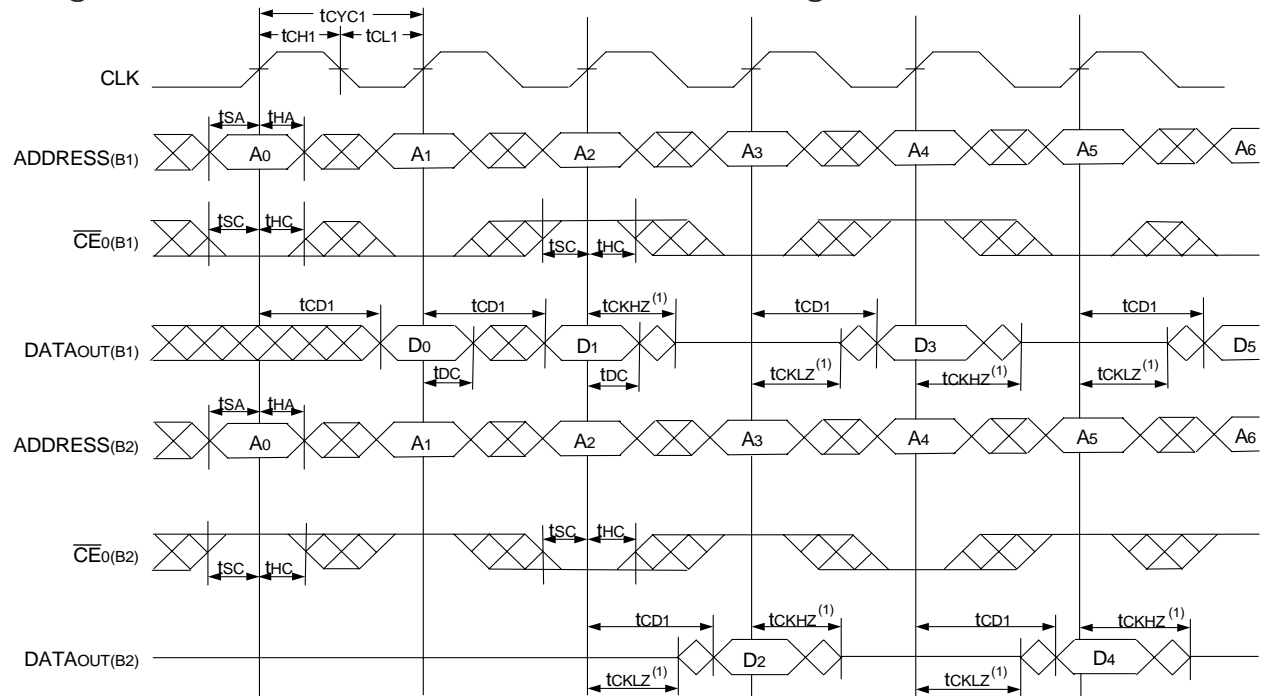 tCYC1
tCH1 tCL1
CLK
tSA tHA
ADDRESS(B1) A0 A1 A2 A3 A4 A5 A6
tSC tHC tSC tHC
CE0(B1)
tCD1 tCD1 tCKHZ(1) tCD1 tCD1
DATAOUT(B1) D0 D1 D3 D5
tDC tDC tCKLZ(1) tCKHZ(1) tCKLZ(1)
tSA tHA
ADDRESS(B2) A0 A1 A2 A3 A4 A5 A6
tSC tHC
CE0(B2)
tSC tHC
tCD1 tCKHZ(1) tCD1 tCKHZ(1)
DATAOUT(B2) D2 D4
tCKLZ(1) tCKLZ(1)